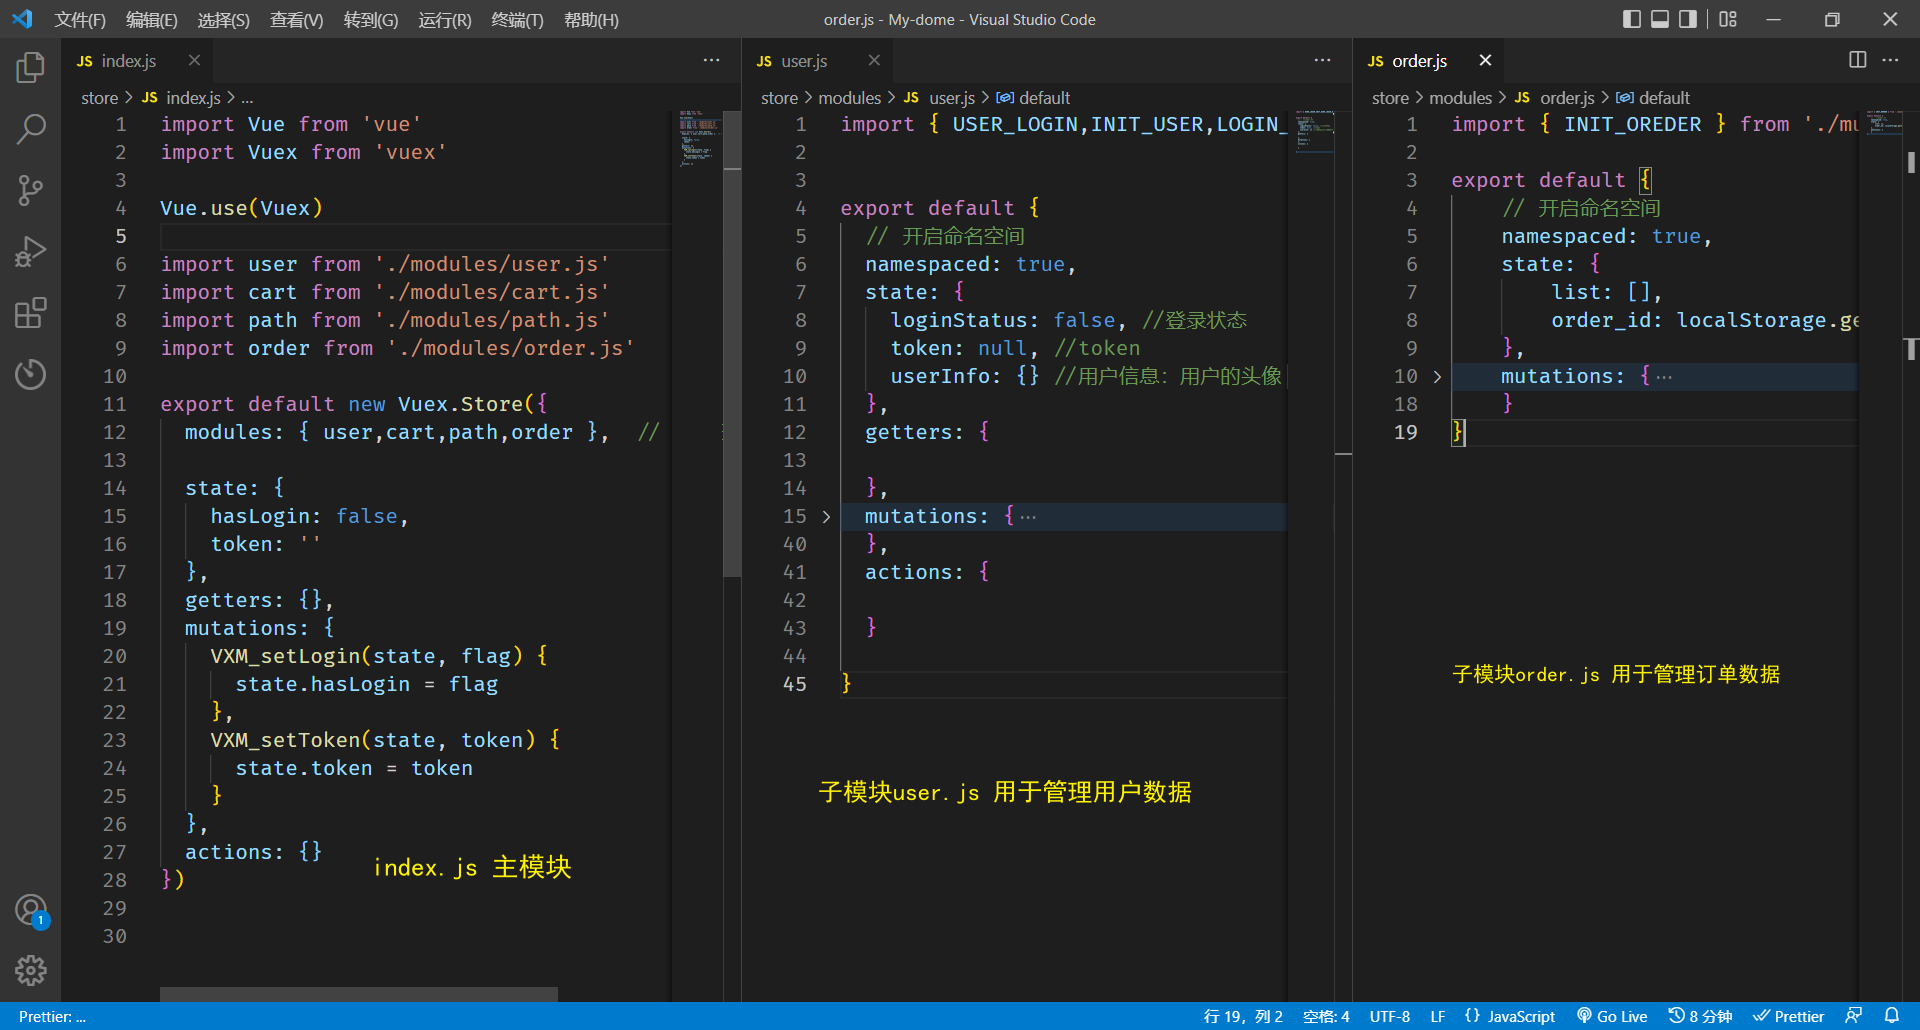 文件(F) 编辑(E) 选择(S) 查看(V) 转到(G) 运行(R) 终端(T) 帮助(H) order.js - My-dome - Visual Studio Code
JS index.js
store > JS index.js > ...
1 import Vue from 'vue'
2 import Vuex from 'vuex'
3
4 Vue.use(Vuex)
5
6 import user from './modules/user.js'
7 import cart from './modules/cart.js'
8 import path from './modules/path.js'
9 import order from './modules/order.js'
10
11 export default new Vuex.Store({
12 modules: { user,cart,path,order }, //
13
14 state: {
15 hasLogin: false,
16 token: ''
17 },
18 getters: {},
19 mutations: {
20 VXM_setLogin(state, flag) {
21 state.hasLogin = flag
22 },
23 VXM_setToken(state, token) {
24 state.token = token
25 }
26 },
27 actions: {}
28 })
29
30
index.js 主模块
JS user.js
store > modules > JS user.js > default
1 import { USER_LOGIN,INIT_USER,LOGIN_
2
3
4 export default {
5 // 开启命名空间
6 namespaced: true,
7 state: {
8 loginStatus: false, //登录状态
9 token: null, //token
10 userInfo: {} //用户信息: 用户的头像
11 },
12 getters: {
13
14 },
15 mutations: {···
40 },
41 actions: {
42
43 }
44
45 }
子模块user.js 用于管理用户数据
JS order.js
store > modules > JS order.js > default
1 import { INIT_OREDER } from './mu
2
3 export default {
4 // 开启命名空间
5 namespaced: true,
6 state: {
7 list: [],
8 order_id: localStorage.ge
9 },
10 mutations: {···
18 }
19 }
子模块order.js 用于管理订单数据
1
Prettier: ... 行 19，列 2 空格: 4 UTF-8 LF {} JavaScript Go Live 8 分钟 Prettier